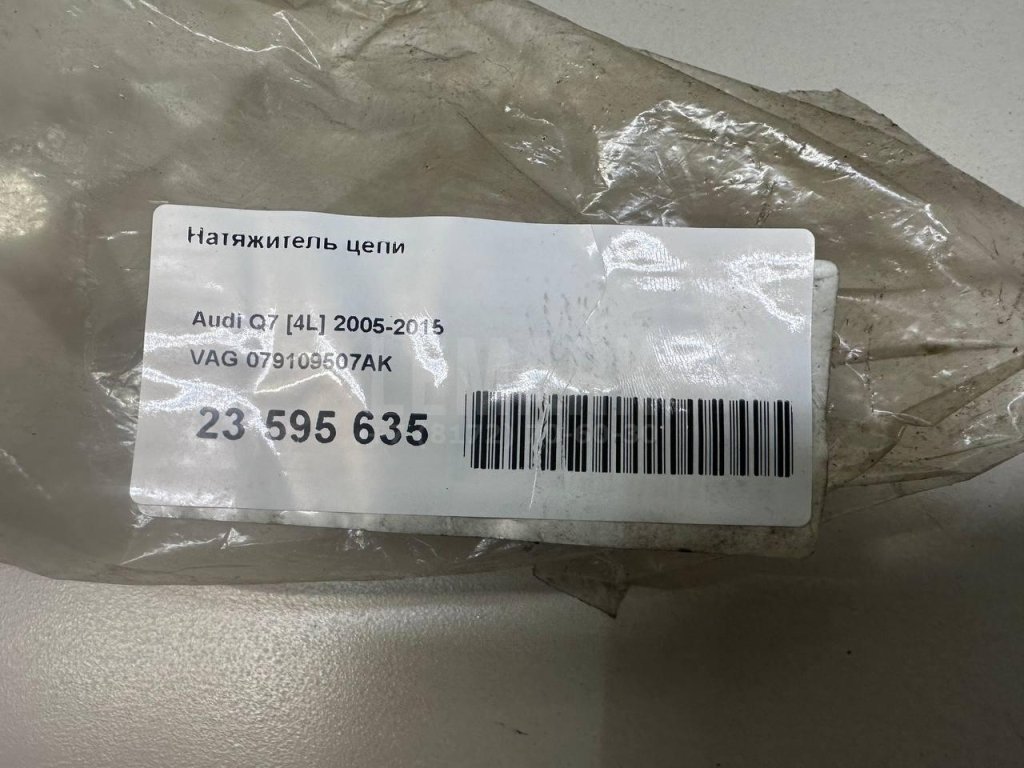 Натяжитель цепи
Audi Q7 [4L] 2005-2015
VAG 079109507AK
23 595 635